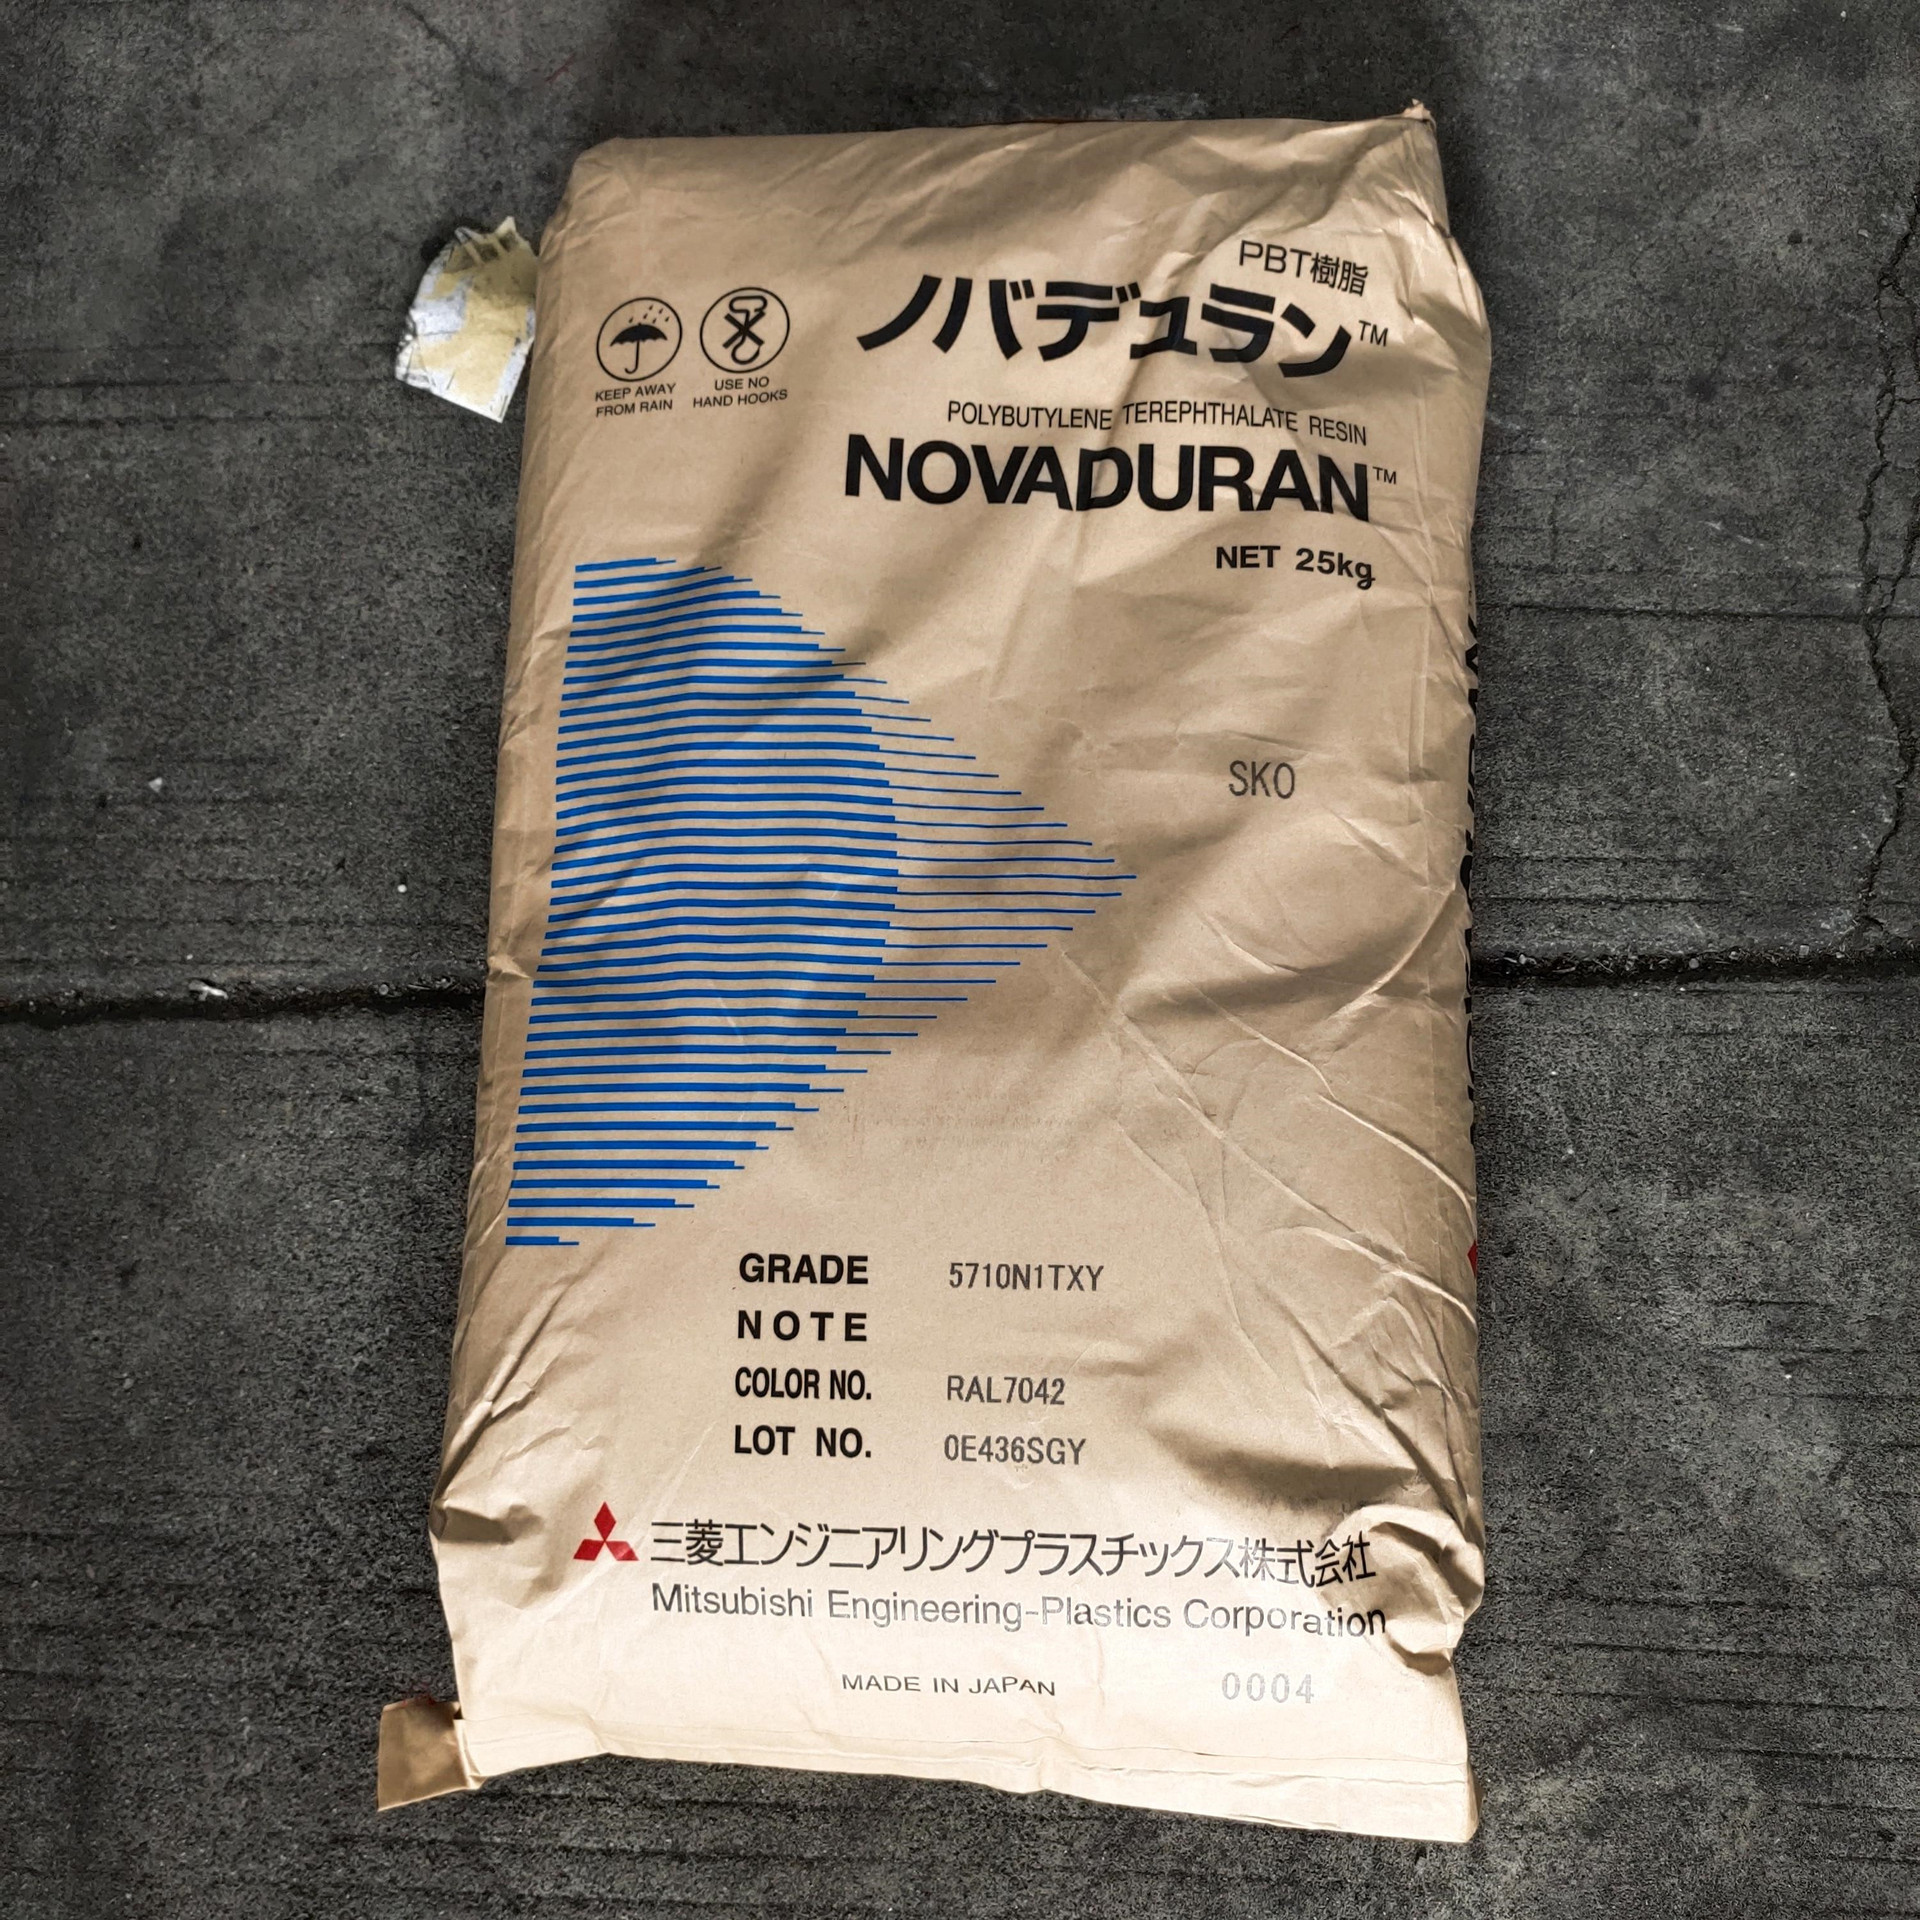 PBT樹脂
ノバデュラン™
KEEP AWAY
FROM RAIN
USE NO
HAND HOOKS
POLYBUTYLENE TEREPHTHALATE RESIN
NOVADURAN™
NET 25kg
SKO
GRADE 5710N1TXY
NOTE
COLOR NO. RAL7042
LOT NO. 0E436SGY
三菱エンジニアリングプラスチックス株式会社
Mitsubishi Engineering-Plastics Corporation
MADE IN JAPAN 0004